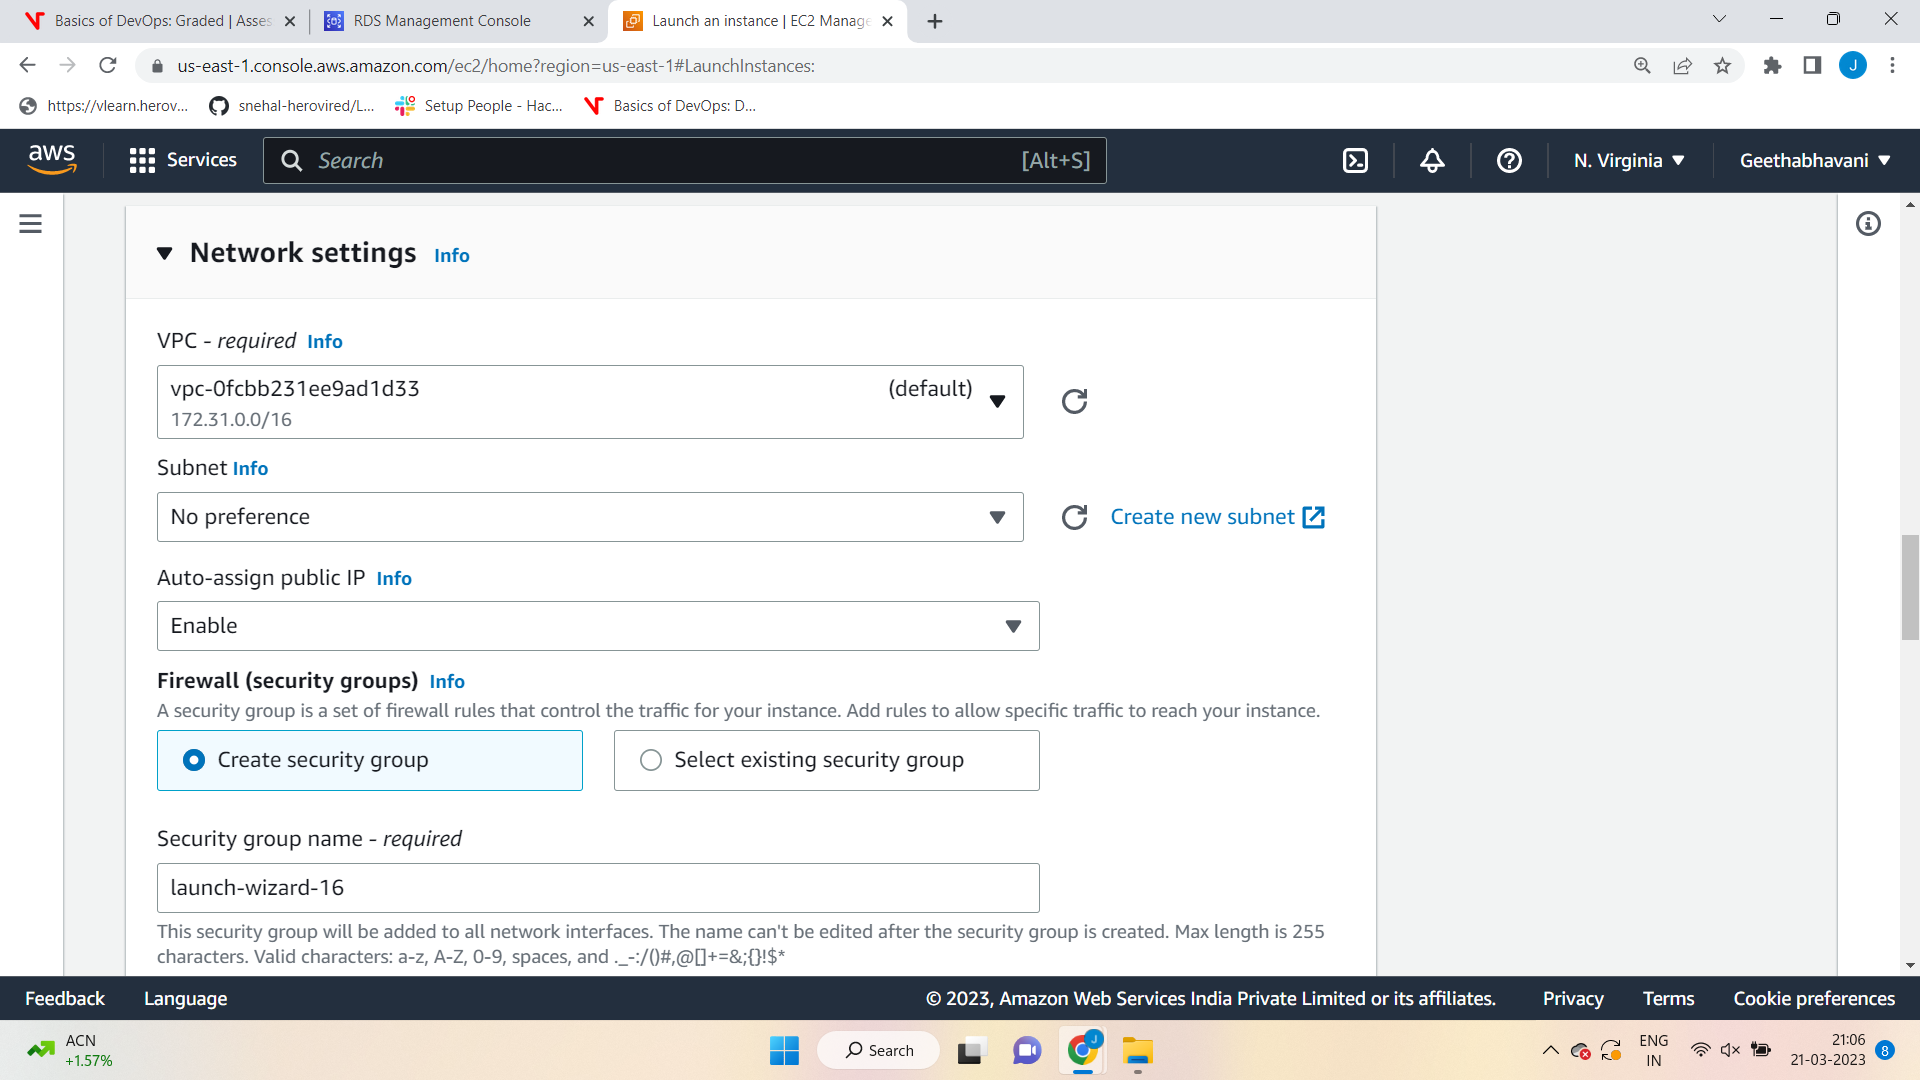 Basics of DevOps: Graded | Asses
RDS Management Console
Launch an instance | EC2 Manage
us-east-1.console.aws.amazon.com/ec2/home?region=us-east-1#LaunchInstances:
J
https://vlearn.herov...
snehal-herovired/L...
Setup People - Hac...
Basics of DevOps: D...
aws
Services
Search
[Alt+S]
N. Virginia
Geethabhavani
Network settings Info
VPC - required Info
vpc-0fcbb231ee9ad1d33
(default)
172.31.0.0/16
Subnet Info
No preference
Create new subnet
Auto-assign public IP Info
Enable
Firewall (security groups) Info
A security group is a set of firewall rules that control the traffic for your instance. Add rules to allow specific traffic to reach your instance.
Create security group
Select existing security group
Security group name - required
launch-wizard-16
This security group will be added to all network interfaces. The name can't be edited after the security group is created. Max length is 255
characters. Valid characters: a-z, A-Z, 0-9, spaces, and ._-:/()#,@[]+=&;{}!$*
Feedback
Language
© 2023, Amazon Web Services India Private Limited or its affiliates.
Privacy
Terms
Cookie preferences
ACN
+1.57%
Search
J
ENG
IN
21:06
21-03-2023
8